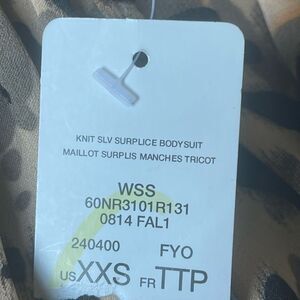 KNIT SLV SURPLICE BODYSUIT
MAILLOT SURPLIS MANCHES TRICOT
WSS
60NR3101R131
0814 FAL1
240400 FYO
US XXS FR TTP